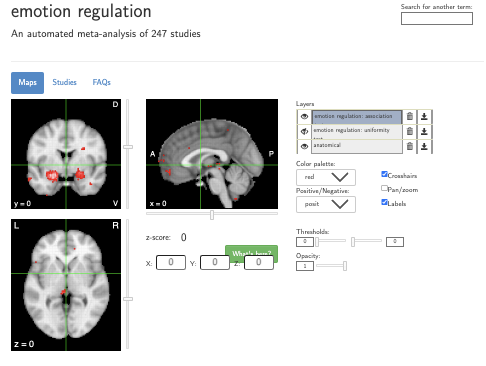 emotion regulation
Search for another term:
An automated meta-analysis of 247 studies
Maps Studies FAQs
D
y = 0
V
A
P
x = 0
L
R
z = 0
z-score: 0
What's here?
X: 0 Y: 0 Z: 0
Layers
emotion regulation: association
emotion regulation: uniformity
test
anatomical
Color palette:
red
Crosshairs
Pan/zoom
Positive/Negative:
posit
Labels
Thresholds:
0 0
Opacity:
1